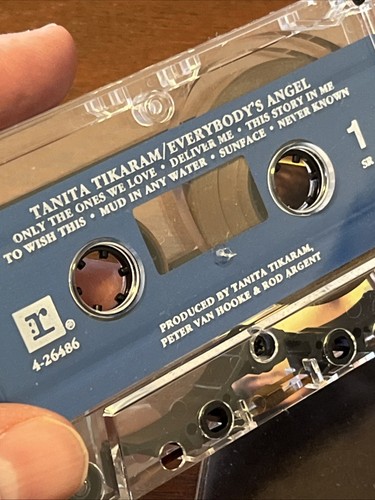 TANITA TIKARAM/EVERYBODY'S ANGEL
ONLY THE ONES WE LOVE • DELIVER ME • THIS STORY IN ME
TO WISH THIS • MUD IN ANY WATER • SUNFACE • NEVER KNOWN
1
SR
r®
4-26486
PRODUCED BY TANITA TIKARAM,
PETER VAN HOOKE & ROD ARGENT